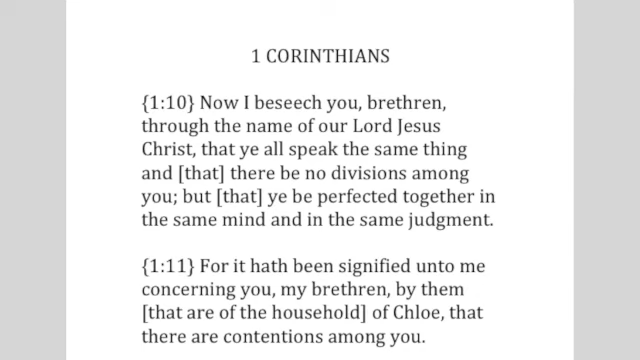 1 CORINTHIANS
{1:10} Now I beseech you, brethren,
through the name of our Lord Jesus
Christ, that ye all speak the same thing
and [that] there be no divisions among
you; but [that] ye be perfected together in
the same mind and in the same judgment.
{1:11} For it hath been signified unto me
concerning you, my brethren, by them
[that are of the household] of Chloe, that
there are contentions among you.